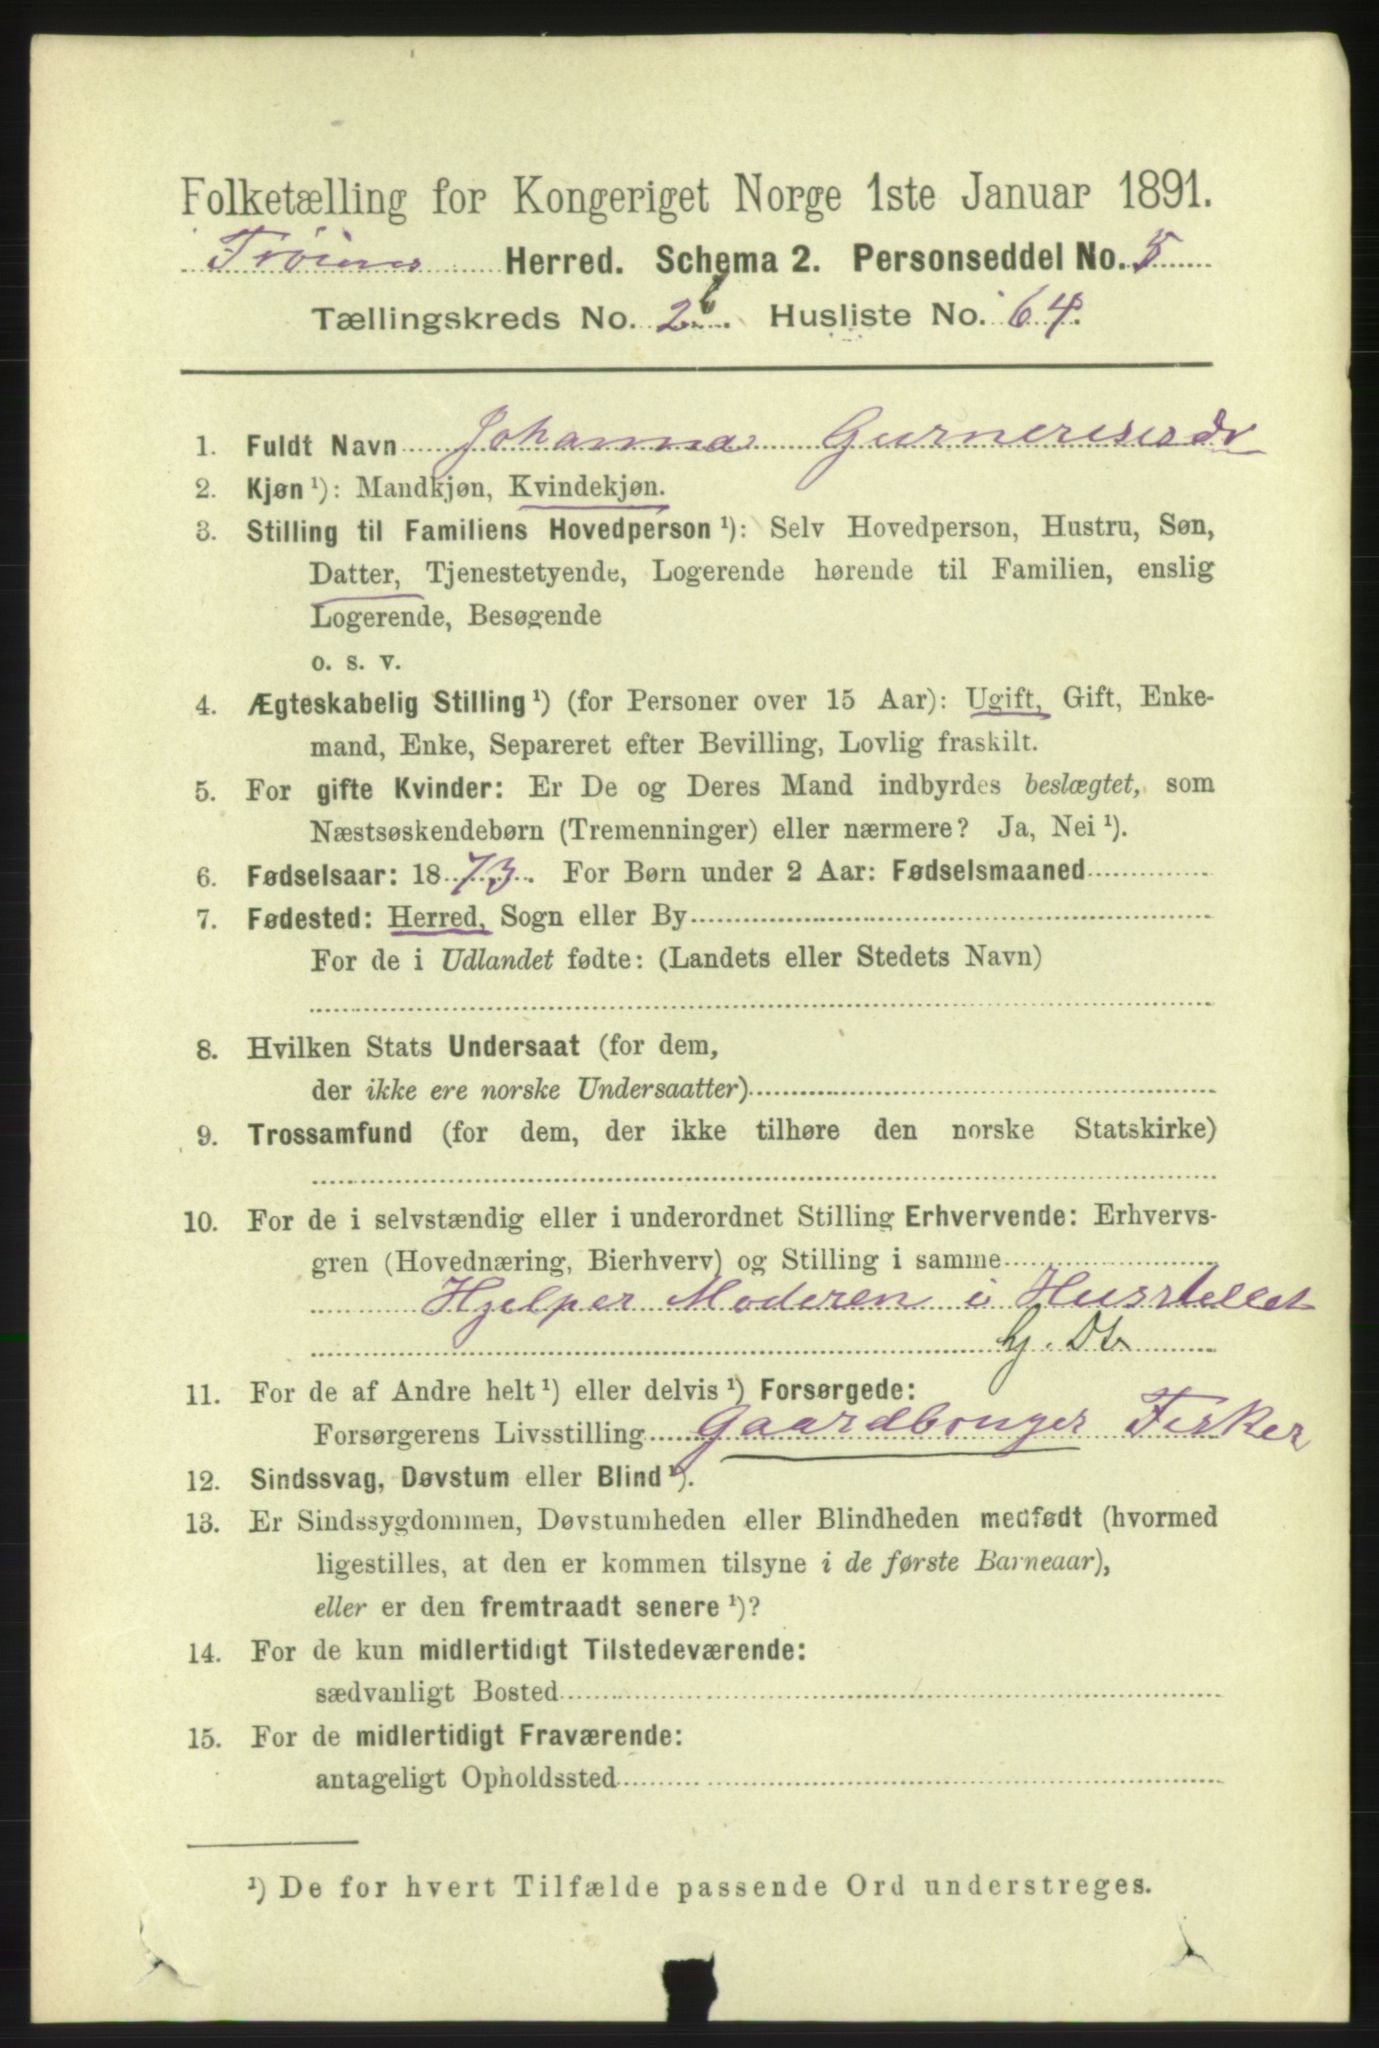 Folketælling for Kongeriget Norge 1ste Januar 1891.
Herred. Schema 2. Personseddel No. 5
Tællingskreds No. 2b. Husliste No. 64.
1. Fuldt Navn Johanna
2. Kjøn ¹): Mandkjøn, Kvindekjøn.
3. Stilling til Familiens Hovedperson ¹): Selv Hovedperson, Hustru, Søn,
Datter, Tjenestetyende, Logerende hørende til Familien, enslig
Logerende, Besøgende
o. s. v.
4. Ægteskabelig Stilling ¹) (for Personer over 15 Aar): Ugift, Gift, Enke-
mand, Enke, Separeret efter Bevilling, Lovlig fraskilt.
5. For gifte Kvinder: Er De og Deres Mand indbyrdes beslægtet, som
Næstsøskendebørn (Tremenninger) eller nærmere? Ja, Nei ¹).
6. Fødselsaar: 1873. For Børn under 2 Aar: Fødselsmaaned
7. Fødested: Herred, Sogn eller By
For de i Udlandet fødte: (Landets eller Stedets Navn)
8. Hvilken Stats Undersaat (for dem,
der ikke ere norske Undersaatter)
9. Trossamfund (for dem, der ikke tilhøre den norske Statskirke)
10. For de i selvstændig eller i underordnet Stilling Erhvervende: Erhvervs-
gren (Hovednæring, Bierhverv) og Stilling i samme
Hjelper Moderen i Husstellet
G. Dt.
11. For de af Andre helt ¹) eller delvis ¹) Forsørgede:
Forsørgerens Livsstilling Gaardbruger Fisker
12. Sindssvag, Døvstum eller Blind ¹).
13. Er Sindssygdommen, Døvstumheden eller Blindheden medfødt (hvormed
ligestilles, at den er kommen tilsyne i de første Barneaar),
eller er den fremtraadt senere ¹)?
14. For de kun midlertidigt Tilstedeværende:
sædvanligt Bosted
15. For de midlertidigt Fraværende:
antageligt Opholdssted
¹) De for hvert Tilfælde passende Ord understreges.